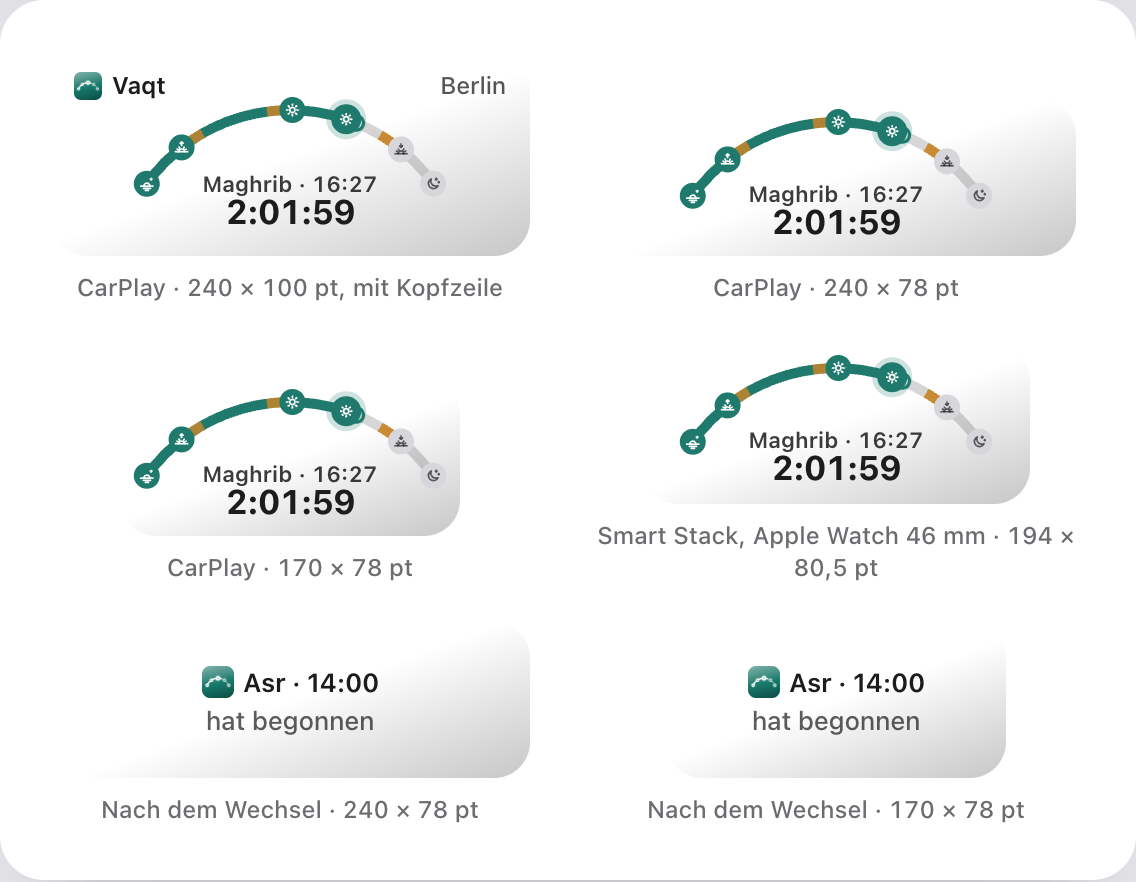 Vaqt
Berlin
Maghrib · 16:27
2:01:59
CarPlay · 240 × 100 pt, mit Kopfzeile
Maghrib · 16:27
2:01:59
CarPlay · 240 × 78 pt
Maghrib · 16:27
2:01:59
CarPlay · 170 × 78 pt
Maghrib · 16:27
2:01:59
Smart Stack, Apple Watch 46 mm · 194 ×
80,5 pt
Asr · 14:00
hat begonnen
Nach dem Wechsel · 240 × 78 pt
Asr · 14:00
hat begonnen
Nach dem Wechsel · 170 × 78 pt